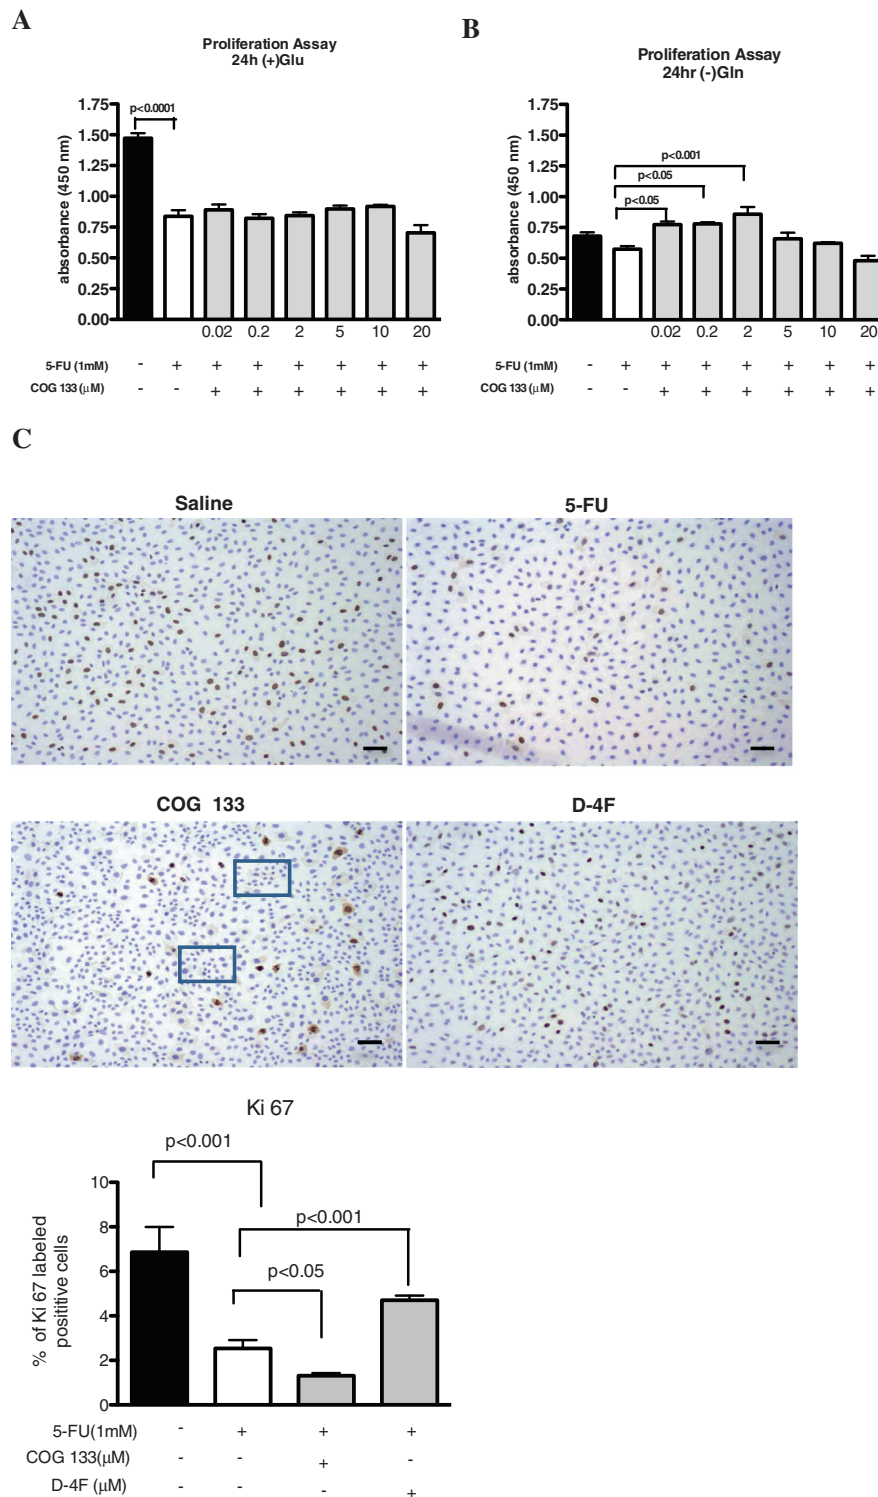 A
Proliferation Assay
24h (+)Glu
absorbance (450 nm)
1.75
1.50
1.25
1.00
0.75
0.50
0.25
0.00
p<0.0001
0.02 0.2 2 5 10 20
5-FU (1mM) - + + + + + + +
COG 133 (μM) - - + + + + + +
B
Proliferation Assay
24hr (-)Gln
absorbance (450 nm)
1.75
1.50
1.25
1.00
0.75
0.50
0.25
0.00
p<0.001
p<0.05
p<0.05
0.02 0.2 2 5 10 20
5-FU (1mM) - + + + + + + +
COG 133 (μM) - - + + + + + +
C
Saline
5-FU
COG 133
D-4F
Ki 67
% of Ki 67 labeled
posititive cells
10
8
6
4
2
0
p<0.001
p<0.001
p<0.05
5-FU(1mM) - + + +
COG 133(μM) - - + -
D-4F (μM) - - - +